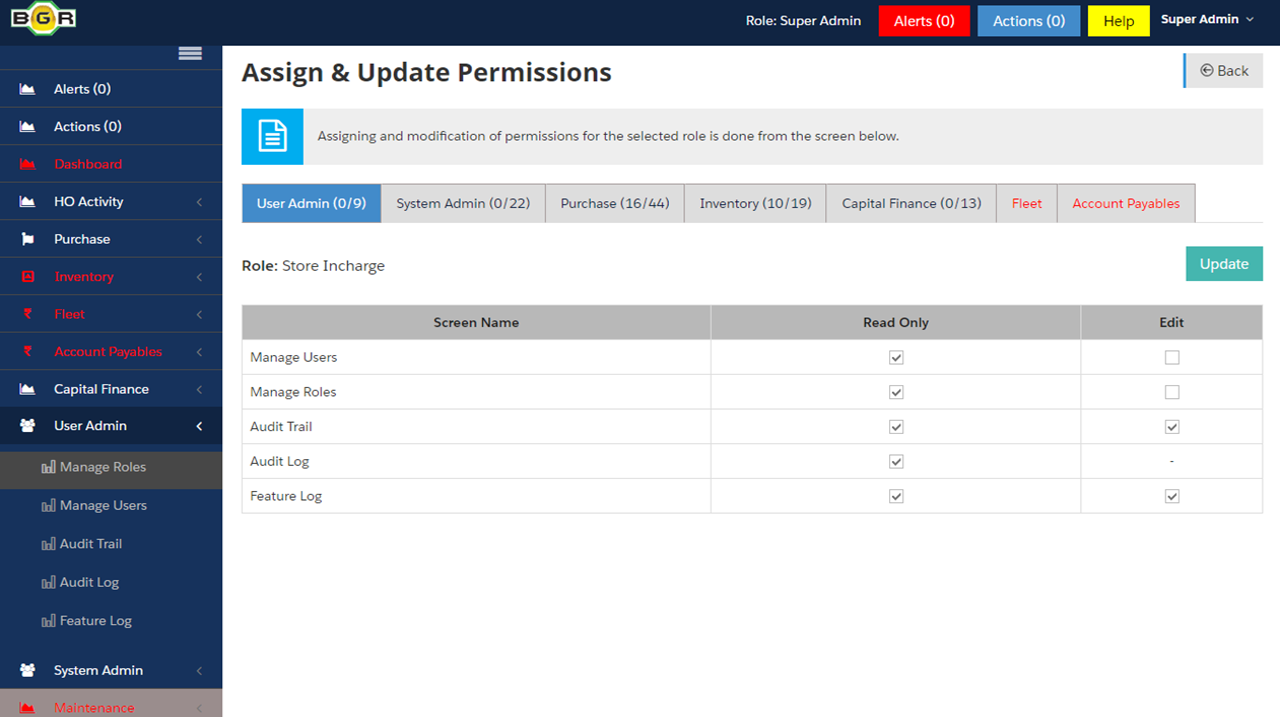 BGR
Role: Super Admin
Alerts (0)
Actions (0)
Help
Super Admin
Alerts (0)
Actions (0)
Dashboard
HO Activity
Purchase
Inventory
Fleet
Account Payables
Capital Finance
User Admin
Manage Roles
Manage Users
Audit Trail
Audit Log
Feature Log
System Admin
Maintenance
Assign & Update Permissions
Back
Assigning and modification of permissions for the selected role is done from the screen below.
User Admin (0/9) System Admin (0/22) Purchase (16/44) Inventory (10/19) Capital Finance (0/13) Fleet Account Payables
Role: Store Incharge
Update
Screen Name Read Only Edit
Manage Users
Manage Roles
Audit Trail
Audit Log -
Feature Log